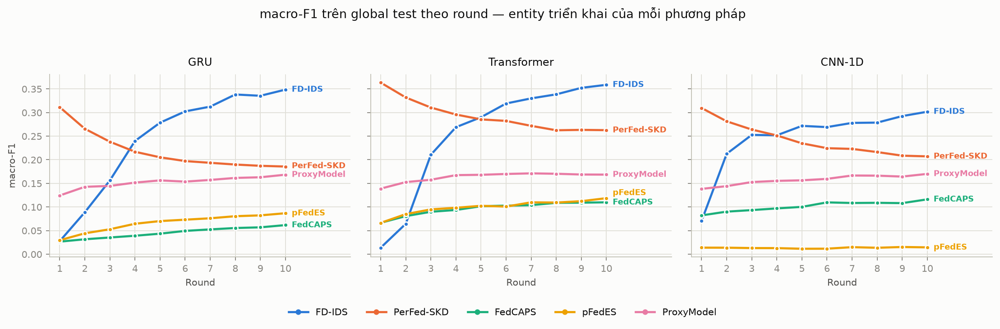 macro-F1 trên global test theo round — entity triển khai của mỗi phương pháp
GRU
macro-F1
0.35
0.30
0.25
0.20
0.15
0.10
0.05
0.00
FD-IDS
PerFed-SKD
ProxyModel
pFedES
FedCAPS
1 2 3 4 5 6 7 8 9 10
Round
Transformer
FD-IDS
PerFed-SKD
ProxyModel
pFedES
FedCAPS
1 2 3 4 5 6 7 8 9 10
Round
CNN-1D
FD-IDS
PerFed-SKD
ProxyModel
FedCAPS
pFedES
1 2 3 4 5 6 7 8 9 10
Round
FD-IDS PerFed-SKD FedCAPS pFedES ProxyModel